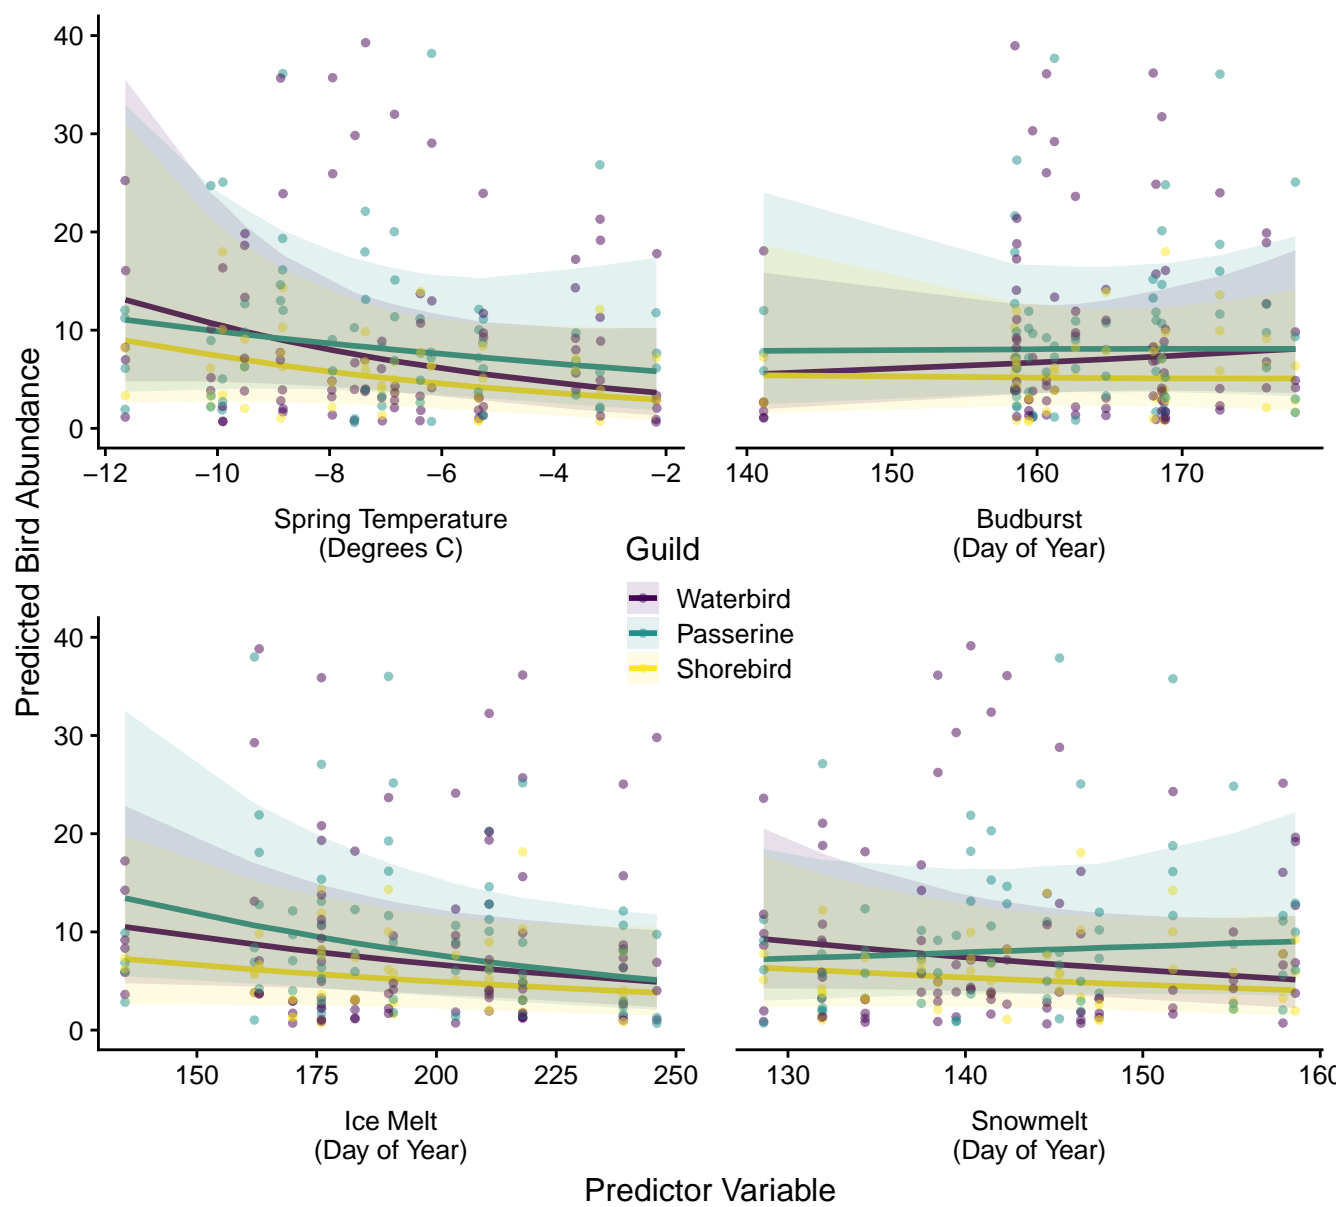 40
30
20
10
0
−12 −10 −8 −6 −4 −2
Spring Temperature
(Degrees C)
140 150 160 170
Budburst
(Day of Year)
Predicted Bird Abundance
Guild
Waterbird
Passerine
Shorebird
40
30
20
10
0
150 175 200 225 250
Ice Melt
(Day of Year)
130 140 150 160
Snowmelt
(Day of Year)
Predictor Variable